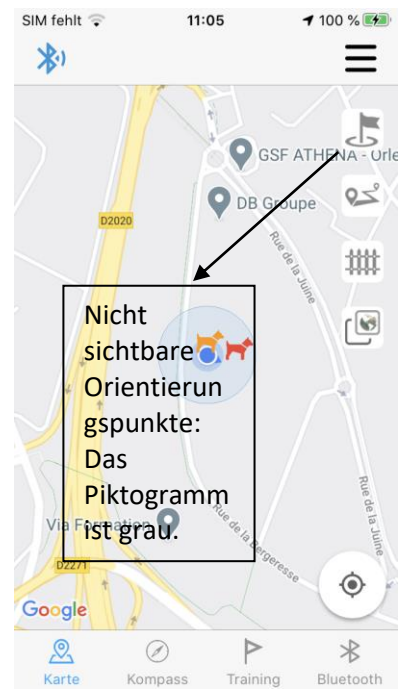 SIM fehlt 11:05 100 %
GSF ATHENA - Orle
DB Groupe
D2020
Rue de la Juine
Nicht
sichtbare
Orientierun
gspunkte:
Das
Piktogramm
ist grau.
Via Formation
Rue de la Bergeresse
Rue de la Juine
D2271
Google
Karte Kompass Training Bluetooth